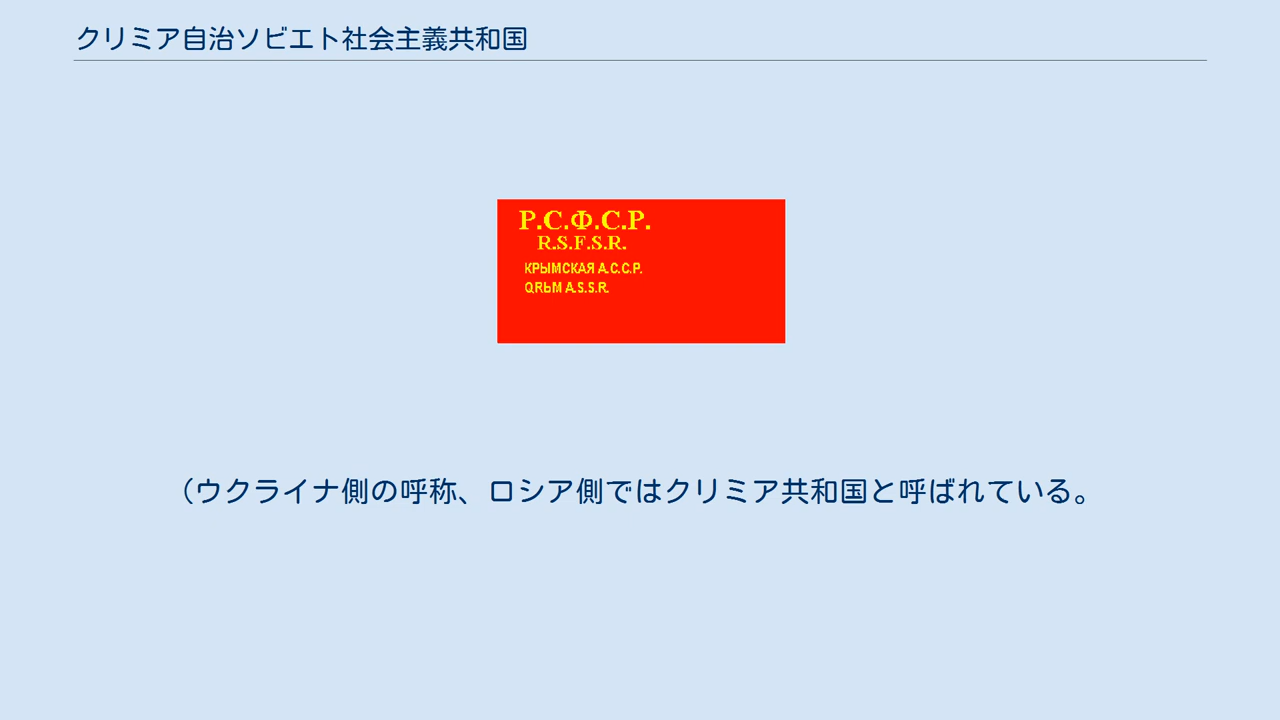 クリミア自治ソビエト社会主義共和国
Р.С.Ф.С.Р.
R.S.F.S.R.
КРЫМСКАЯ А.С.С.Р.
QRЬM A.S.S.R.
（ウクライナ側の呼称、ロシア側ではクリミア共和国と呼ばれている。